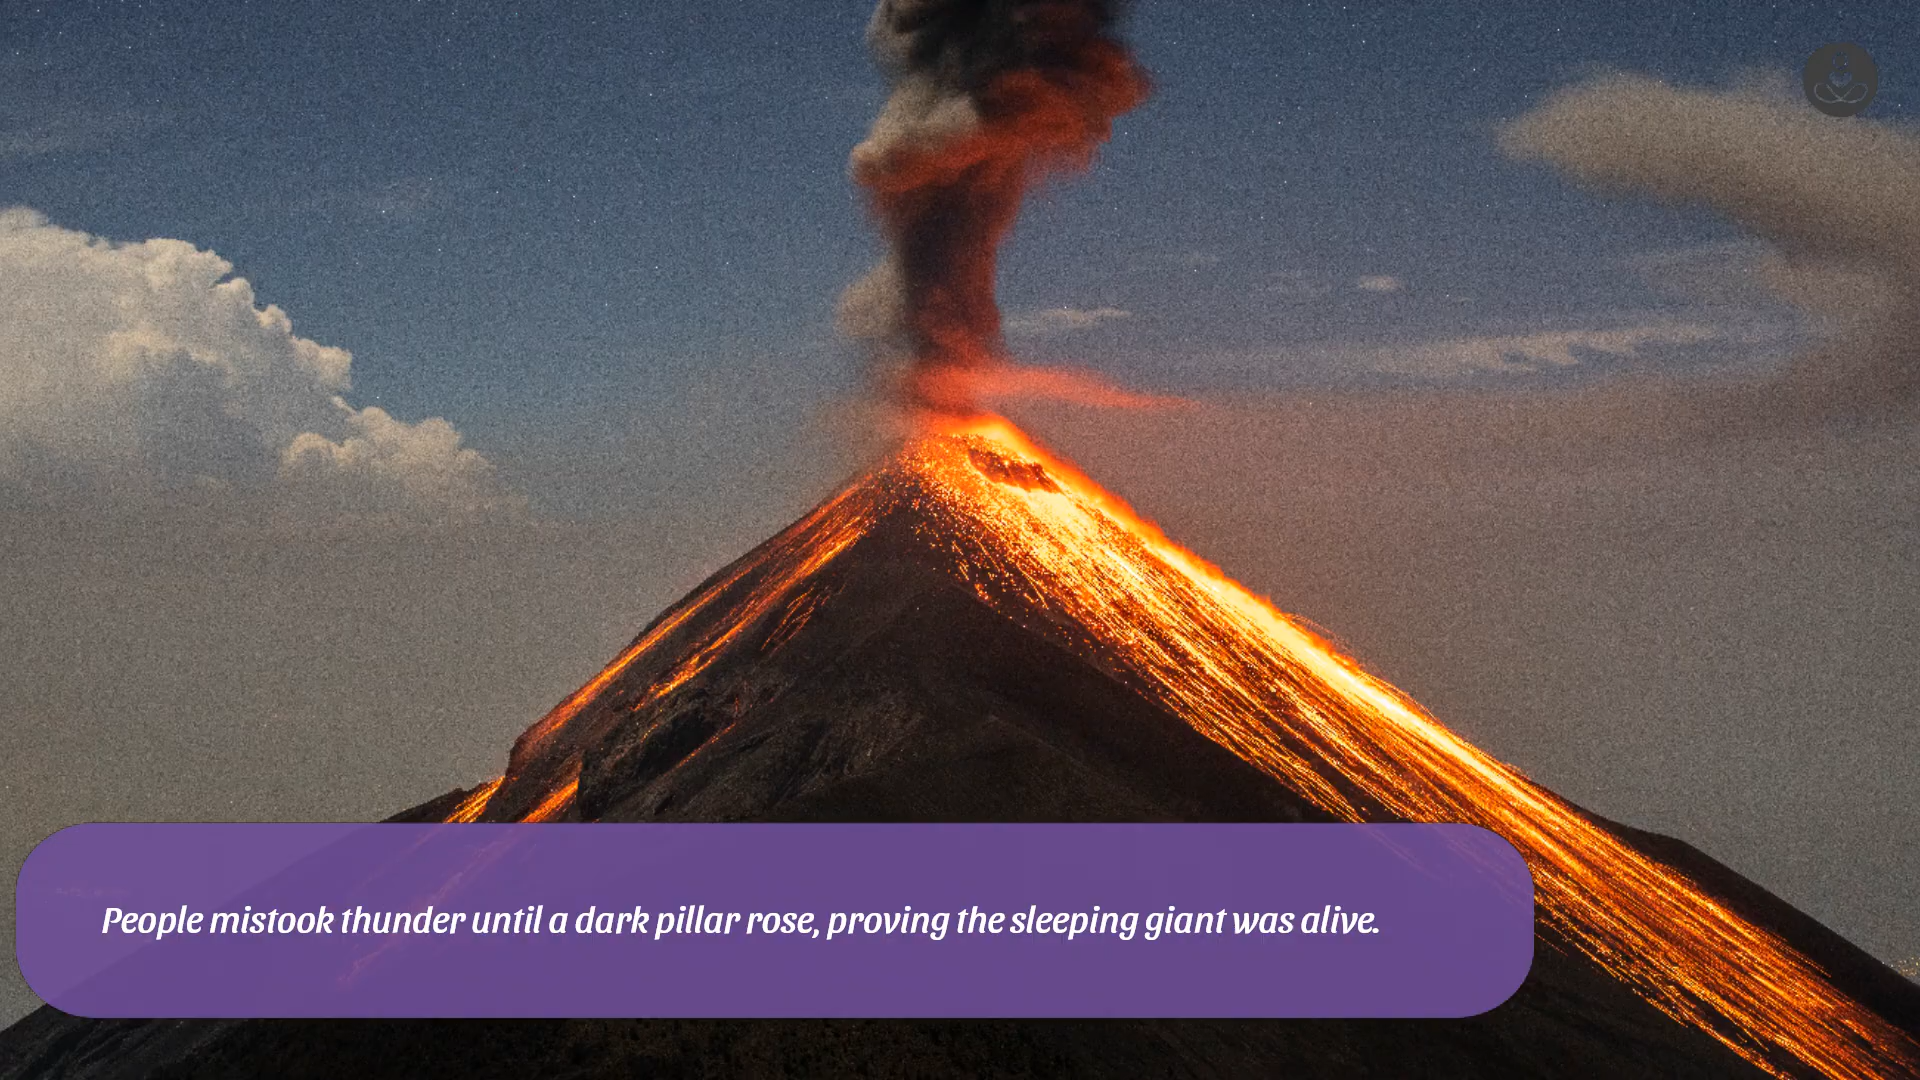 People mistook thunder until a dark pillar rose, proving the sleeping giant was alive.